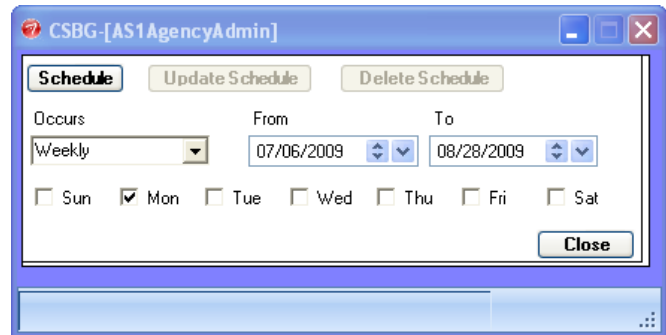 CSBG-[AS1AgencyAdmin]
Schedule Update Schedule Delete Schedule
Occurs From To
Weekly 07/06/2009 08/28/2009
Sun Mon Tue Wed Thu Fri Sat
Close